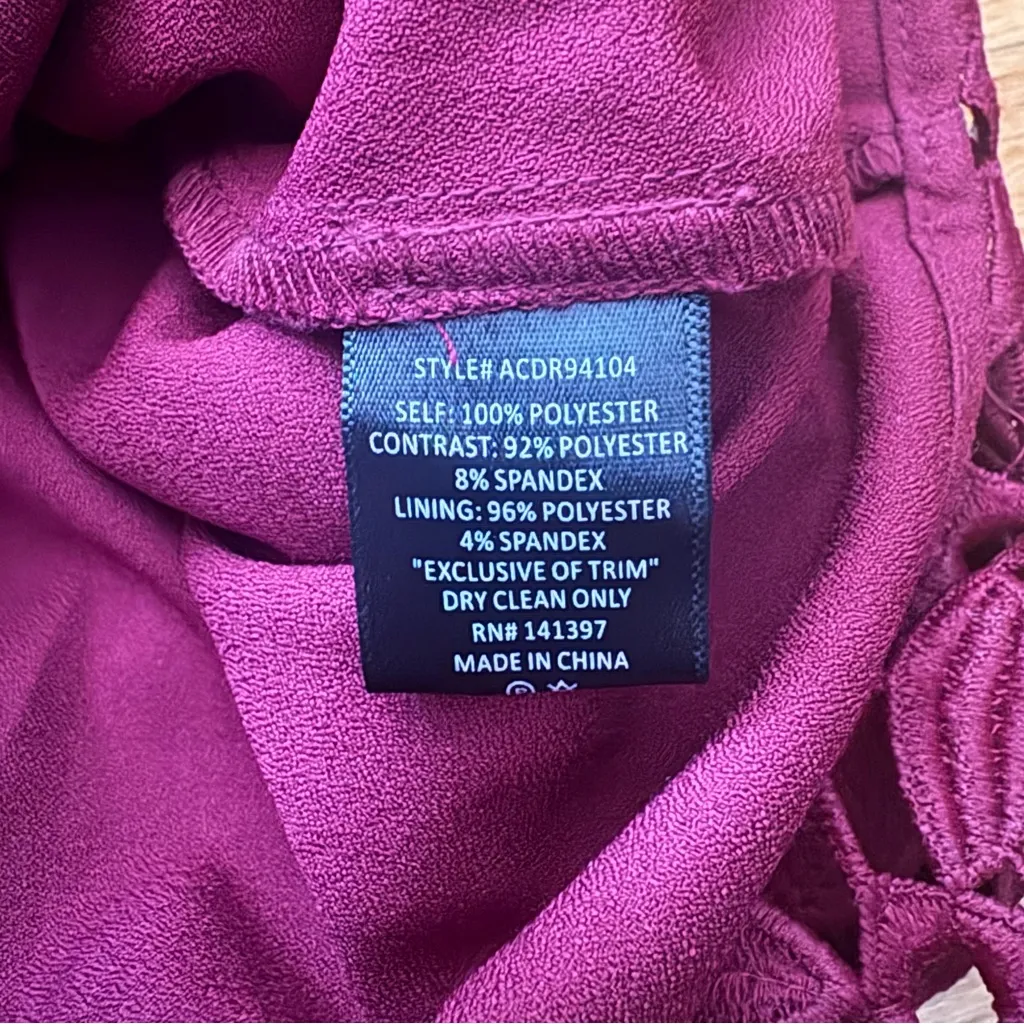 STYLE# ACDR94104
SELF: 100% POLYESTER
CONTRAST: 92% POLYESTER
8% SPANDEX
LINING: 96% POLYESTER
4% SPANDEX
"EXCLUSIVE OF TRIM"
DRY CLEAN ONLY
RN# 141397
MADE IN CHINA